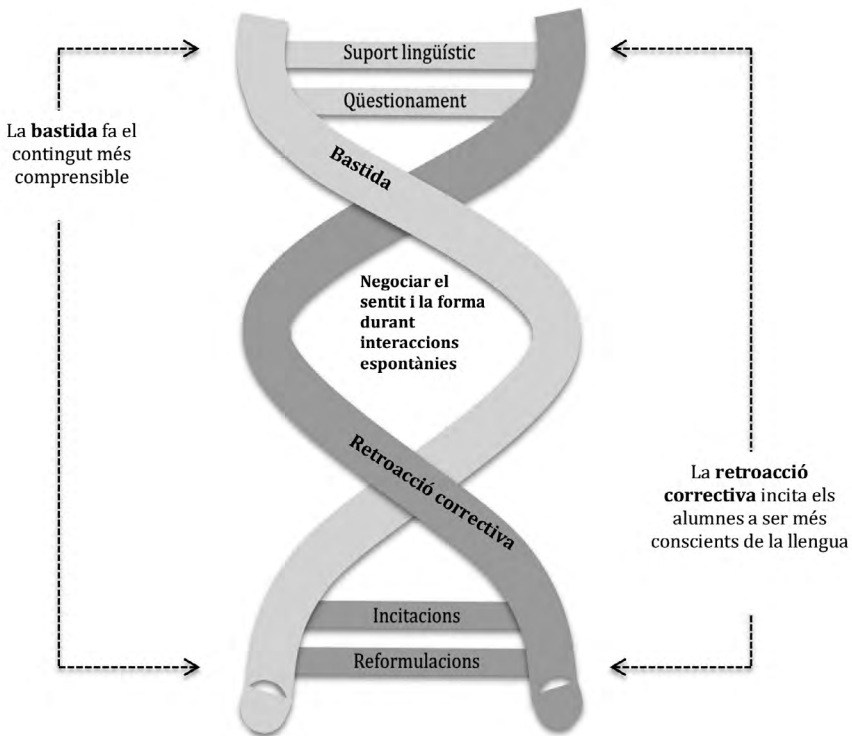 Suport lingüístic
Qüestionament
La bastida fa el
contingut més
comprensible
Bastida
Negociar el
sentit i la forma
durant
interaccions
espontànies
Retroacció correctiva
La retroacció
correctiva incita els
alumnes a ser més
conscients de la llengua
Incitacions
Reformulacions